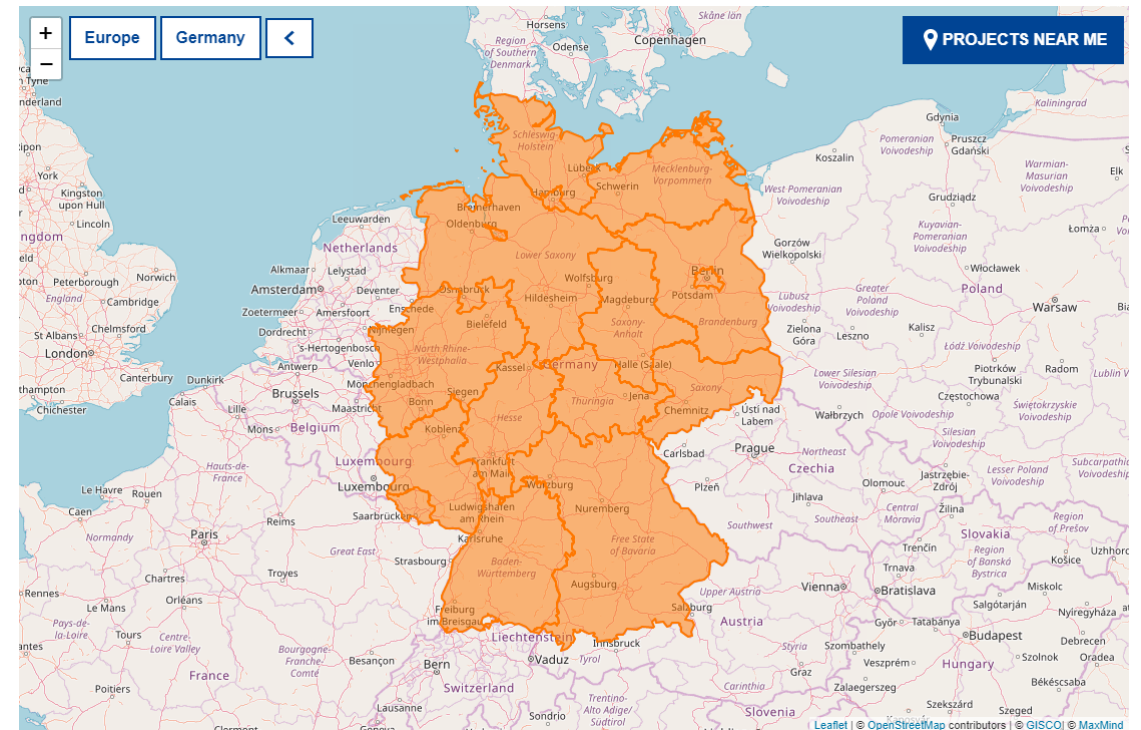 +
−
Europe
Germany
<
PROJECTS NEAR ME
Skåne län
Horsens
Region
of Southern
Denmark
Odense
Copenhagen
Kaliningrad
Gdynia
Pomeranian
Voivodeship
Pruszcz
Gdański
Koszalin
Warmian-
Masurian
Voivodeship
Elk
West Pomeranian
Voivodeship
Grudziądz
Kuyavian-
Pomeranian
Voivodeship
Łomża
Schleswig-
Holstein
Lübeck
Mecklenburg-
Vorpommern
Hamburg
Schwerin
Bremerhaven
Oldenburg
Lower Saxony
York
Kingston
upon Hull
Lincoln
Leeuwarden
Netherlands
Alkmaar
Lelystad
Amsterdam
Deventer
Zoetermeer
Amersfoort
Enschede
Dordrecht
Nijmegen
's-Hertogenbosch
Peterborough
Norwich
England
Cambridge
St Albans
Chelmsford
London
Canterbury
Chichester
Osnabrück
Wolfsburg
Berlin
Hildesheim
Magdeburg
Potsdam
Bielefeld
Saxony-
Anhalt
Brandenburg
Gorzów
Wielkopolski
Włocławek
Lubusz
Voivodeship
Greater
Poland
Voivodeship
Poland
Warsaw
Zielona
Góra
Leszno
Kalisz
Łódź Voivodeship
Antwerp
Venlo
North Rhine-
Westphalia
Kassel
Germany
Halle (Saale)
Dunkirk
Brussels
Mönchengladbach
Siegen
Thuringia
Jena
Saxony
Chemnitz
Calais
Lille
Maastricht
Bonn
Hesse
Mons
Belgium
Koblenz
Lower Silesian
Voivodeship
Piotrków
Trybunalski
Radom
Częstochowa
Świętokrzyskie
Voivodeship
Wałbrzych
Opole Voivodeship
Silesian
Voivodeship
Ústí nad
Labem
Carlsbad
Prague
Northeast
Czechia
Olomouc
Jastrzębie-
Zdrój
Lesser Poland
Voivodeship
Subcarpathia
Voivodeship
Hauts-de-
France
Luxembourg
Luxembourg
Frankfurt
am Main
Würzburg
Plzeň
Jihlava
Central
Moravia
Žilina
Le Havre
Rouen
Caen
Normandy
Paris
Reims
Saarbrücken
Ludwigshafen
am Rhein
Nuremberg
Karlsruhe
Southwest
Southeast
Region
of Prešov
Slovakia
Great East
Strasbourg
Baden-
Württemberg
Free State
of Bavaria
Trenčín
Region
of Banská
Bystrica
Košice
Trnava
Chartres
Troyes
Augsburg
Upper Austria
Vienna
Bratislava
Miskolc
Rennes
Le Mans
Orléans
Freiburg
im Breisgau
Salzburg
Austria
Salgótarján
Nyíregyháza
Pays-de-
la-Loire
Tours
Centre-
Loire Valley
Bourgogne-
Franche-
Comté
Besançon
Liechtenstein
Innsbruck
Győr
Tatabánya
Budapest
Debrecen
France
Bern
Vaduz
Tyrol
Styria
Szombathely
Szolnok
Oradea
Graz
Veszprém
Hungary
Poitiers
Switzerland
Carinthia
Zalaegerszeg
Békéscsaba
Lausanne
Sondrio
Trentino-
Alto Adige/
Südtirol
Slovenia
Szekszárd
Szeged
Leaflet | © OpenStreetMap contributors | © GISCO| © MaxMind